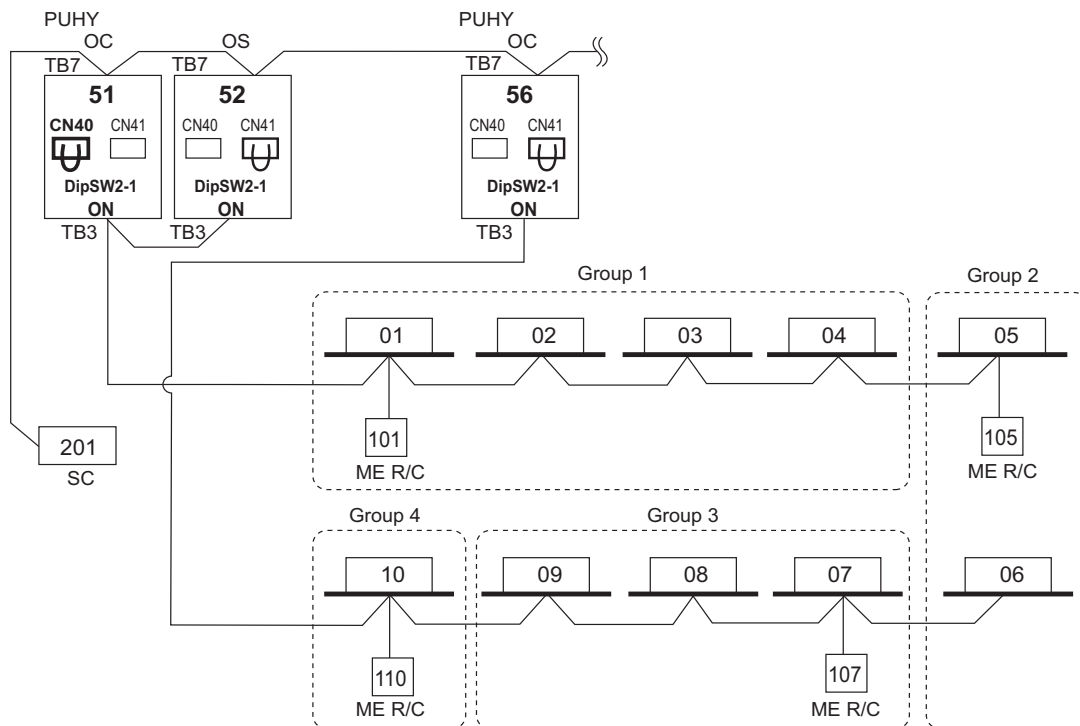 PUHY
PUHY
OC
OS
OC
TB7
TB7
TB7
51
52
56
CN40
CN41
CN40
CN41
CN40
CN41
DipSW2-1
DipSW2-1
DipSW2-1
ON
ON
ON
TB3
TB3
TB3
Group 1
Group 2
01
02
03
04
05
101
105
ME R/C
ME R/C
201
SC
Group 4
Group 3
10
09
08
07
06
110
107
ME R/C
ME R/C